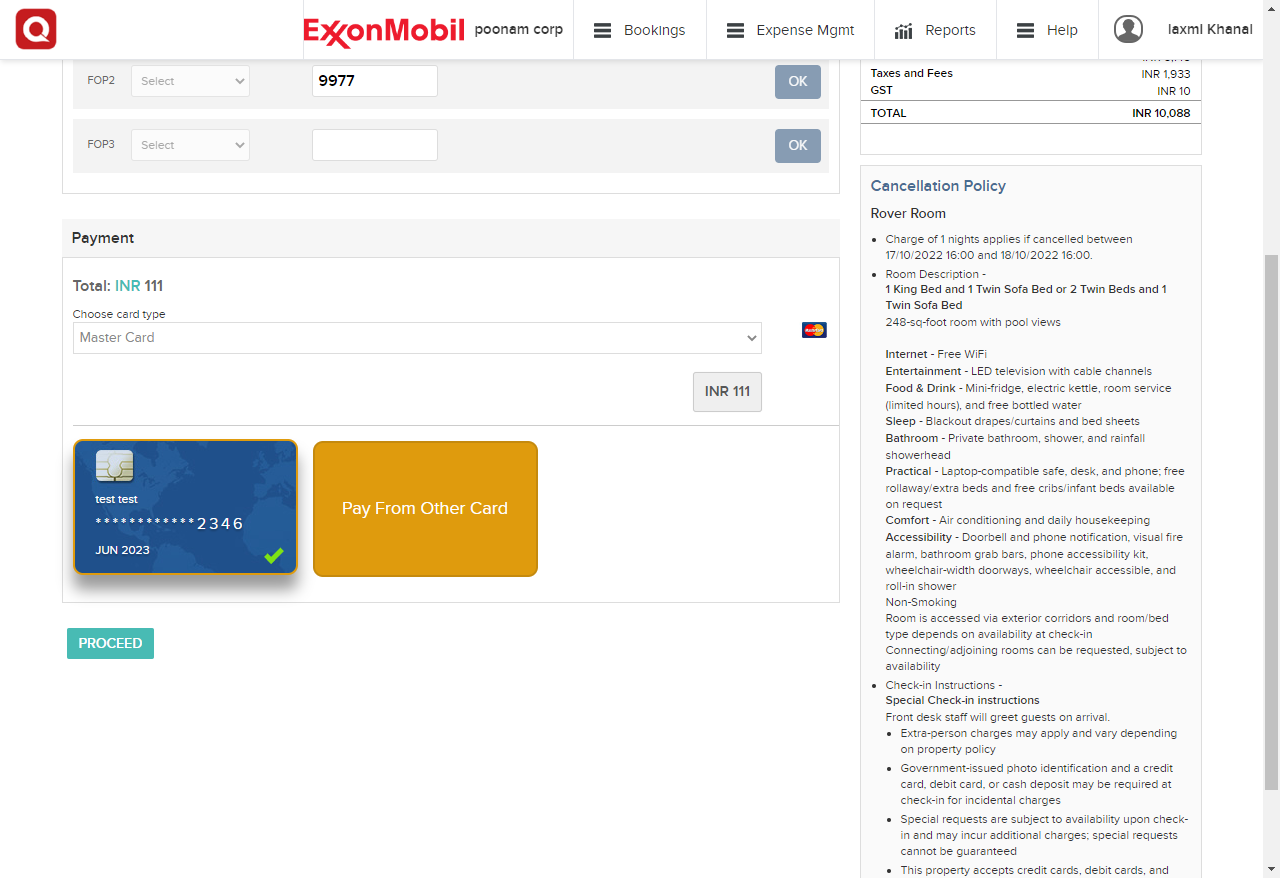 Q
ExxonMobil
poonam corp
Bookings
Expense Mgmt
Reports
Help
laxmi Khanal
FOP2
Select
9977
OK
FOP3
Select
OK
Payment
Total: INR 111
Choose card type
Master Card
MasterCard
INR 111
test test
************2346
JUN 2023
Pay From Other Card
PROCEED
Taxes and Fees INR 1,933
GST INR 10
TOTAL INR 10,088
Cancellation Policy
Rover Room
Charge of 1 nights applies if cancelled between
17/10/2022 16:00 and 18/10/2022 16:00.
Room Description -
1 King Bed and 1 Twin Sofa Bed or 2 Twin Beds and 1
Twin Sofa Bed
248-sq-foot room with pool views
Internet - Free WiFi
Entertainment - LED television with cable channels
Food & Drink - Mini-fridge, electric kettle, room service
(limited hours), and free bottled water
Sleep - Blackout drapes/curtains and bed sheets
Bathroom - Private bathroom, shower, and rainfall
showerhead
Practical - Laptop-compatible safe, desk, and phone; free
rollaway/extra beds and free cribs/infant beds available
on request
Comfort - Air conditioning and daily housekeeping
Accessibility - Doorbell and phone notification, visual fire
alarm, bathroom grab bars, phone accessibility kit,
wheelchair-width doorways, wheelchair accessible, and
roll-in shower
Non-Smoking
Room is accessed via exterior corridors and room/bed
type depends on availability at check-in
Connecting/adjoining rooms can be requested, subject to
availability
Check-in Instructions -
Special Check-in instructions
Front desk staff will greet guests on arrival.
Extra-person charges may apply and vary depending
on property policy
Government-issued photo identification and a credit
card, debit card, or cash deposit may be required at
check-in for incidental charges
Special requests are subject to availability upon check-
in and may incur additional charges; special requests
cannot be guaranteed
This property accepts credit cards, debit cards, and